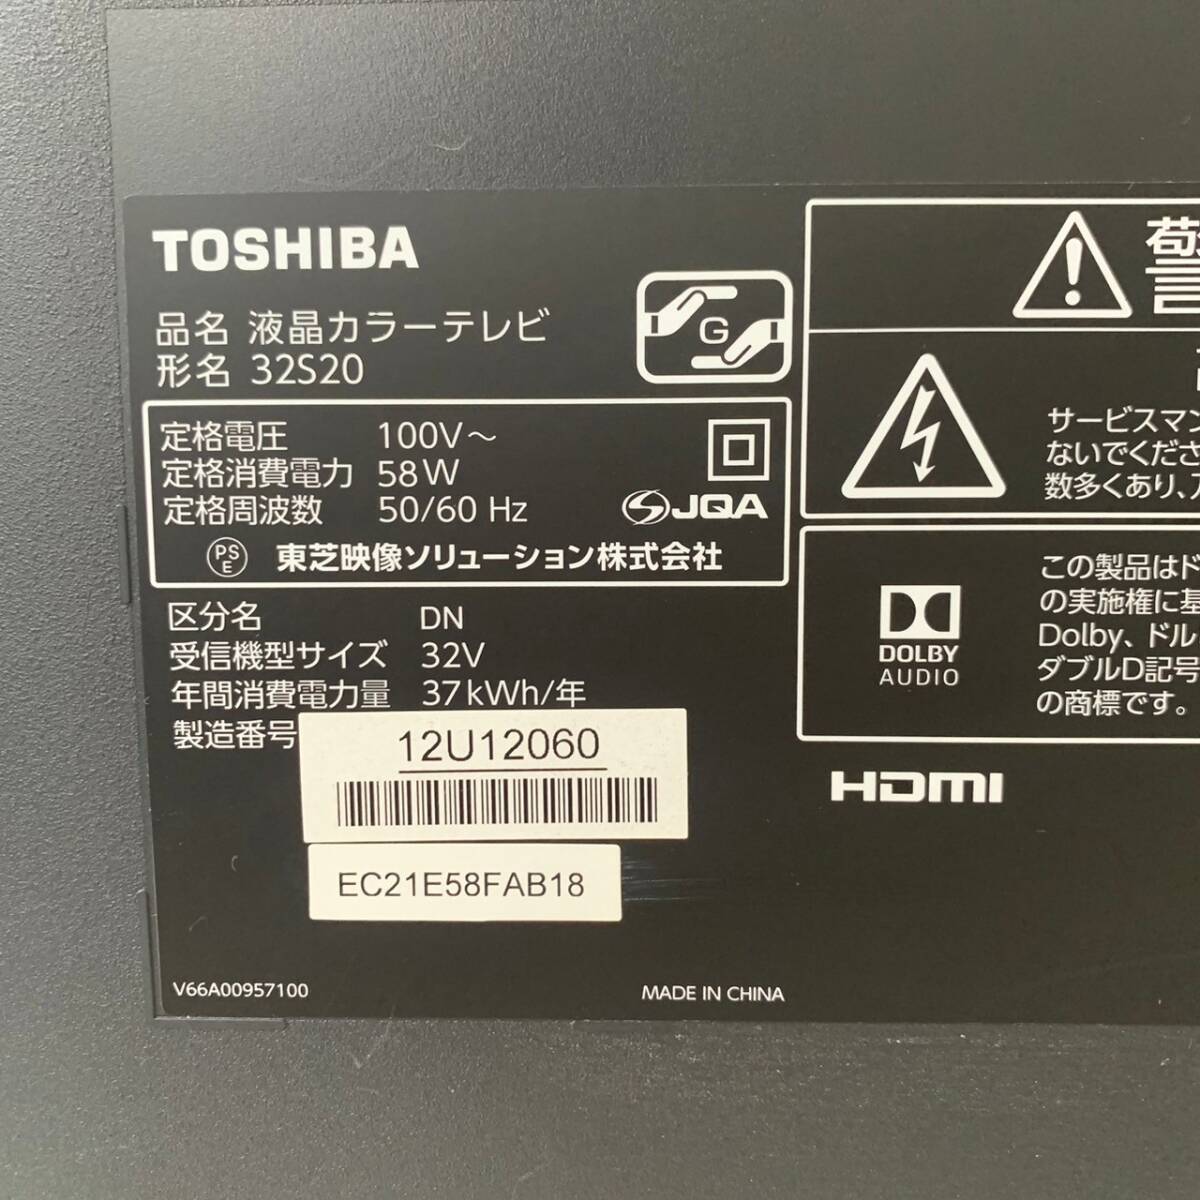 TOSHIBA
品名 液晶カラーテレビ
形名 32S20
G
定格電圧 100V～
定格消費電力 58W
定格周波数 50/60 Hz
JQA
PS
E
東芝映像ソリューション株式会社
区分名 DN
受信機型サイズ 32V
年間消費電力量 37kWh/年
製造番号
12U12060
EC21E58FAB18
V66A00957100
MADE IN CHINA
サービスマン
ないでくださ
数多くあり、
DOLBY
AUDIO
この製品はド
の実施権に基
Dolby、ドル
ダブルD記号
の商標です。
HDMI